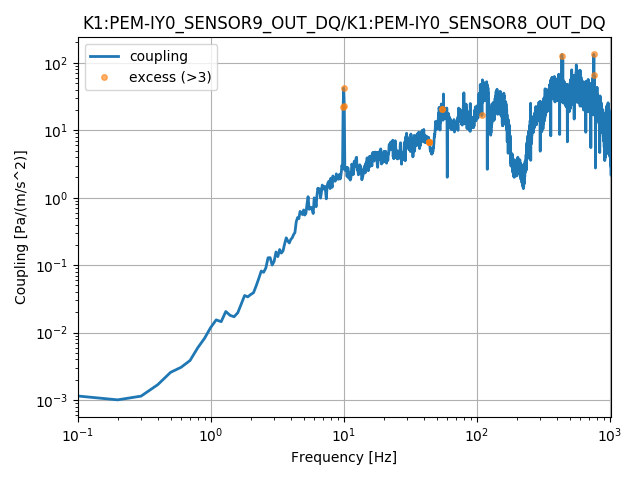 K1:PEM-IY0_SENSOR9_OUT_DQ/K1:PEM-IY0_SENSOR8_OUT_DQ
coupling
excess (>3)
Coupling [Pa/(m/s^2)]
10²
10¹
10⁰
10⁻¹
10⁻²
10⁻³
10⁻¹ 10⁰ 10¹ 10² 10³
Frequency [Hz]